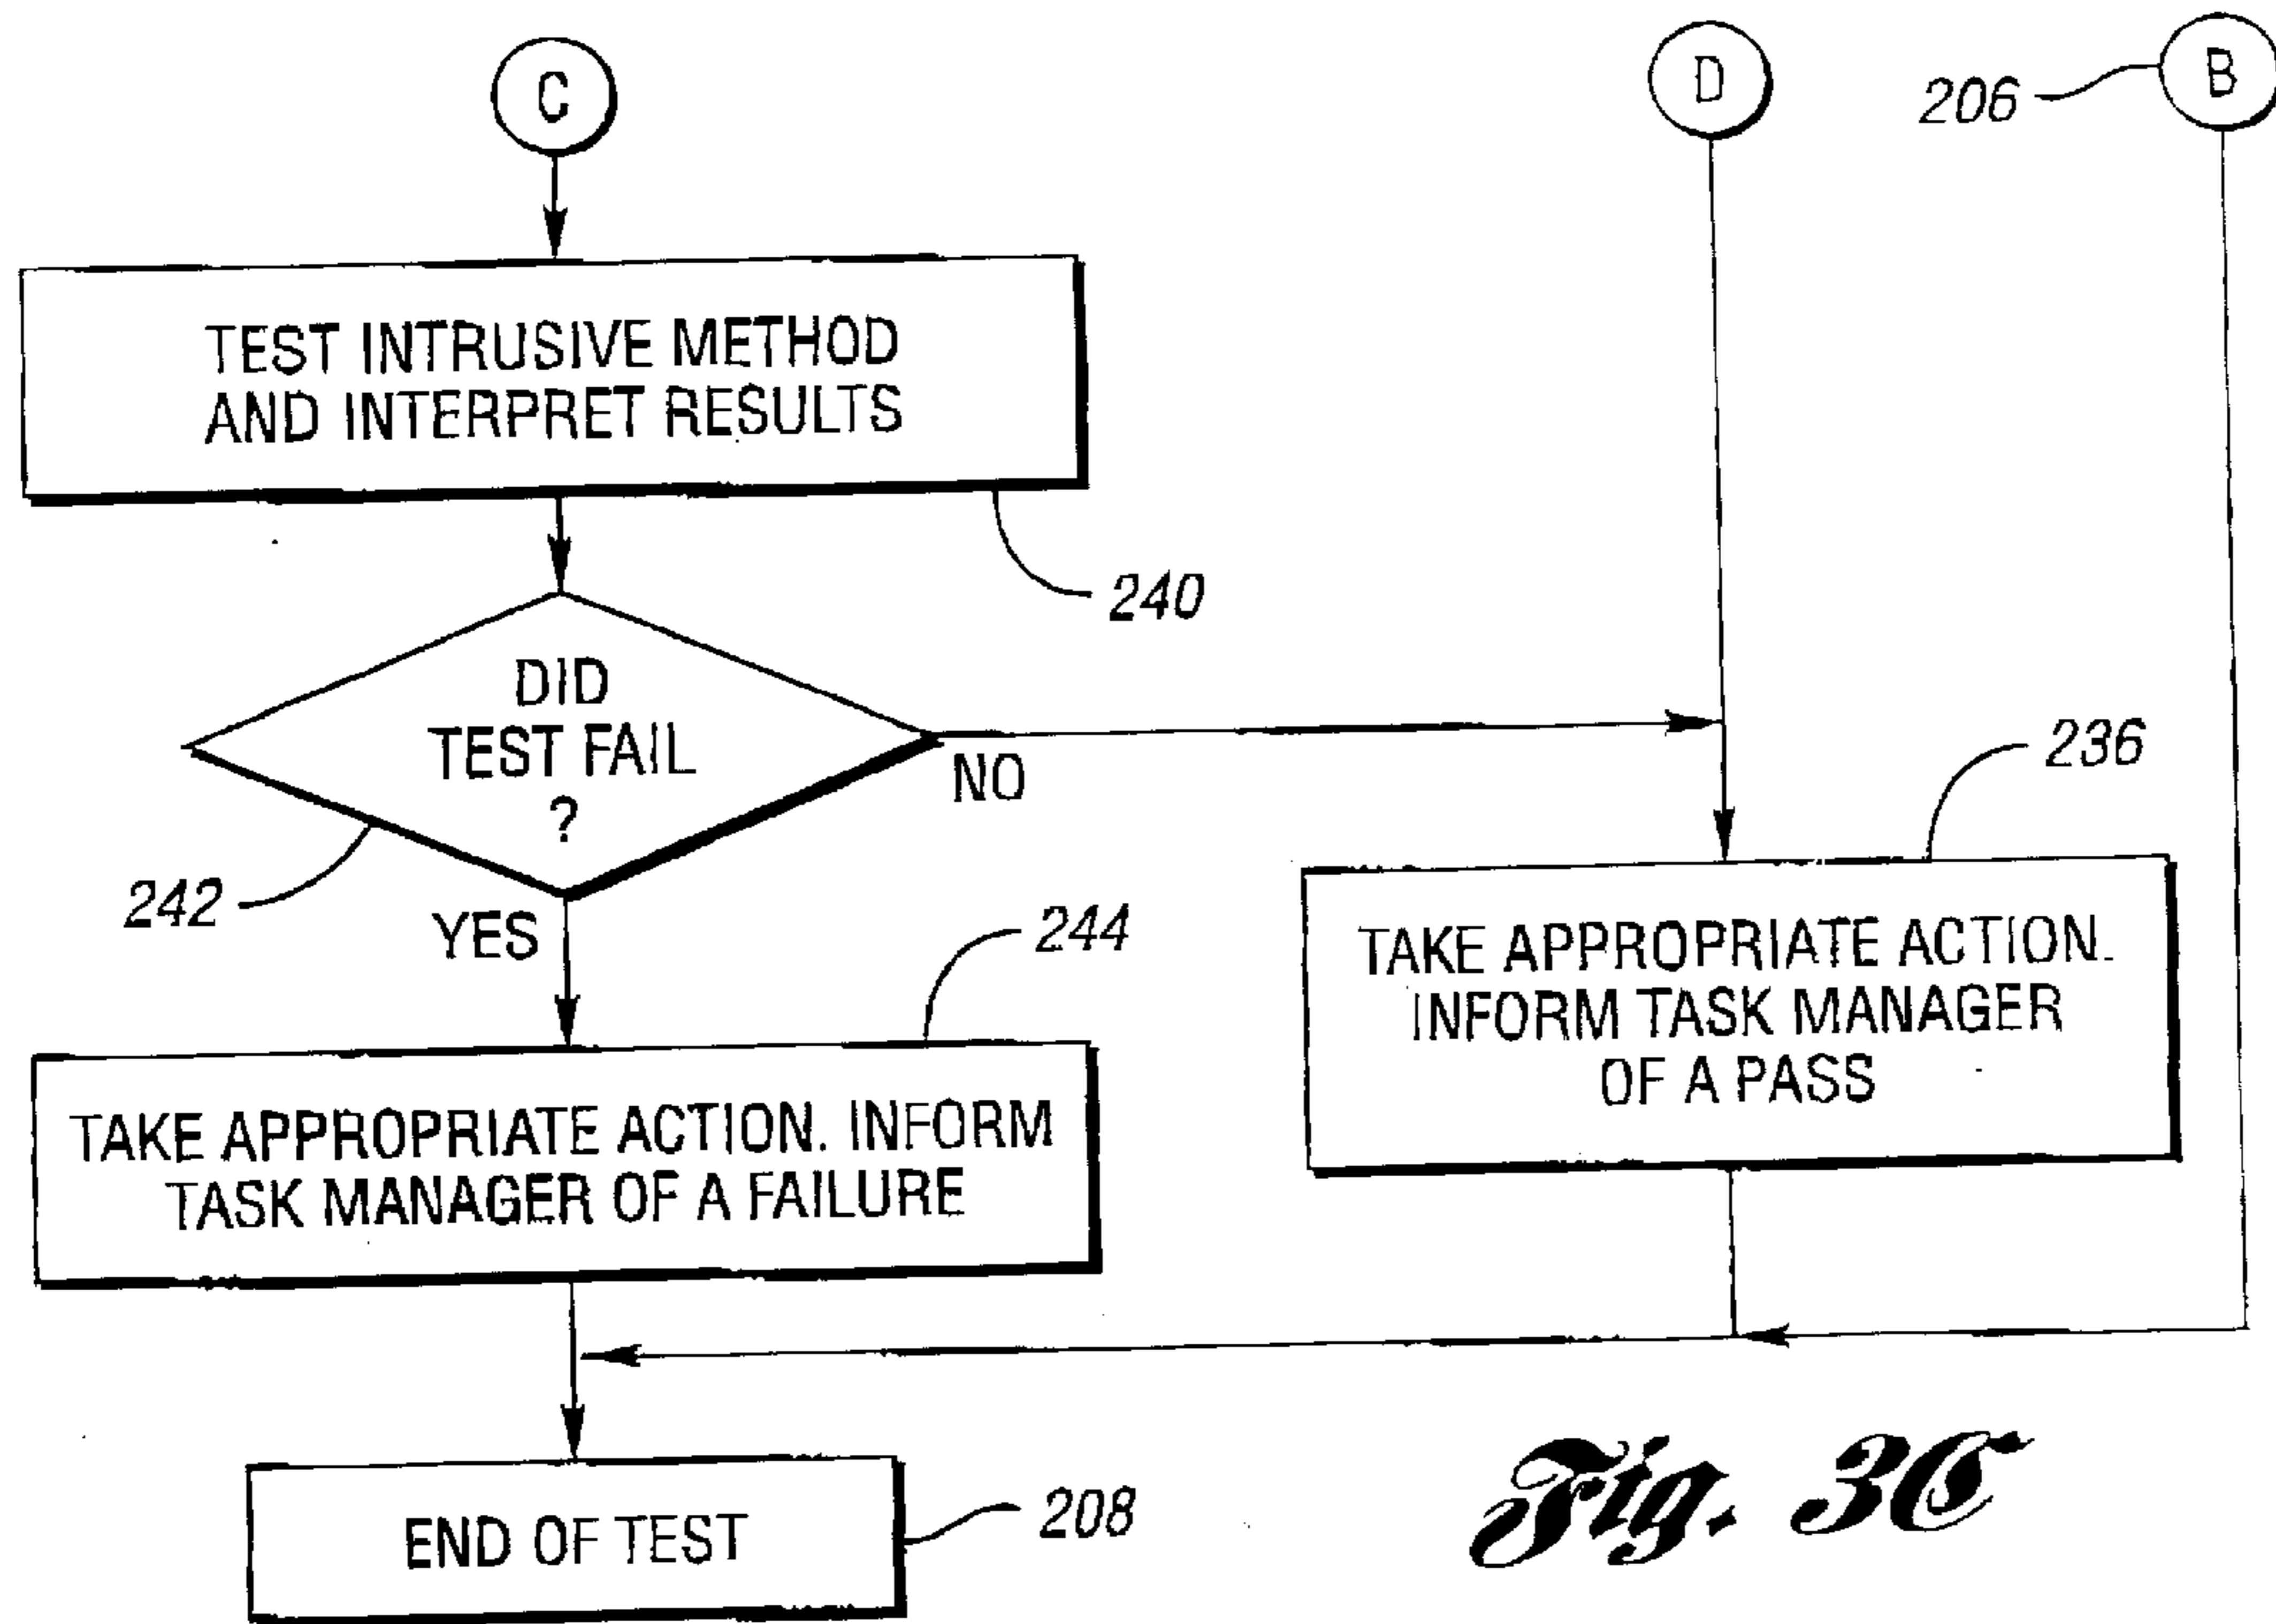 C
D
206
B
TEST INTRUSIVE METHOD
AND INTERPRET RESULTS
240
DID
TEST FAIL
?
NO
236
242
YES
244
TAKE APPROPRIATE ACTION.
INFORM TASK MANAGER
OF A PASS
TAKE APPROPRIATE ACTION. INFORM
TASK MANAGER OF A FAILURE
END OF TEST
208
Fig. 3C